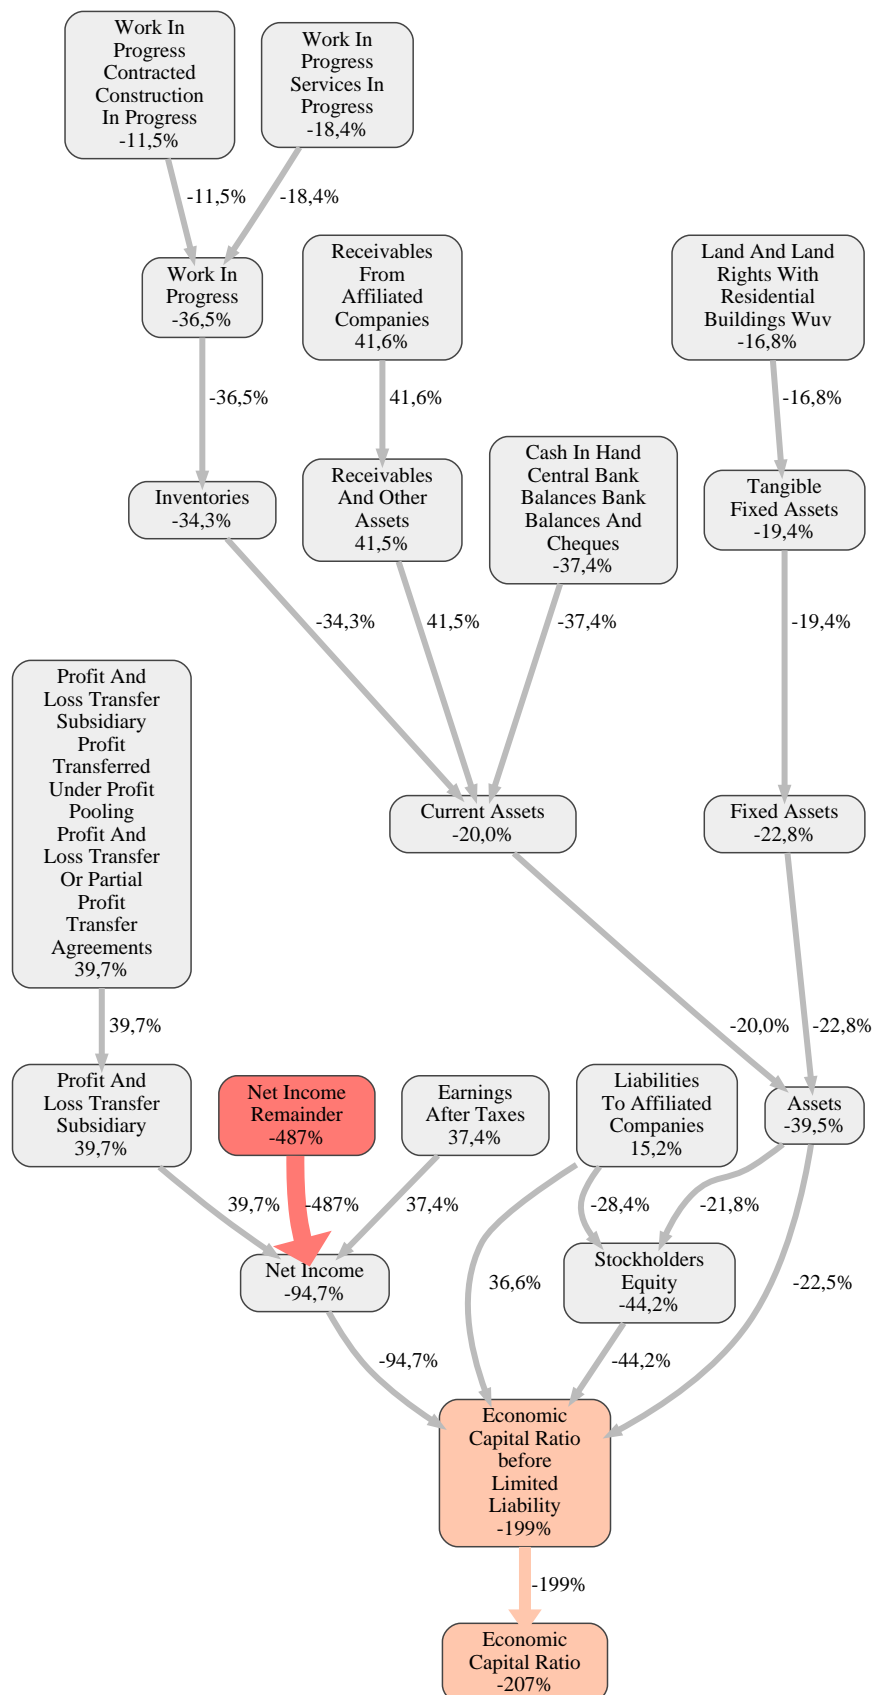 Work In
Progress
Contracted
Construction
In Progress
-11,5%
Work In
Progress
Services In
Progress
-18,4%
-11,5%
-18,4%
Work In
Progress
-36,5%
Receivables
From
Affiliated
Companies
41,6%
Land And Land
Rights With
Residential
Buildings Wuv
-16,8%
-36,5%
41,6%
-16,8%
Inventories
-34,3%
Receivables
And Other
Assets
41,5%
Cash In Hand
Central Bank
Balances Bank
Balances And
Cheques
-37,4%
Tangible
Fixed Assets
-19,4%
-34,3%
41,5%
-37,4%
-19,4%
Profit And
Loss Transfer
Subsidiary
Profit
Transferred
Under Profit
Pooling
Profit And
Loss Transfer
Or Partial
Profit
Transfer
Agreements
39,7%
Current Assets
-20,0%
Fixed Assets
-22,8%
39,7%
-20,0%
-22,8%
Profit And
Loss Transfer
Subsidiary
39,7%
Net Income
Remainder
-487%
Earnings
After Taxes
37,4%
Liabilities
To Affiliated
Companies
15,2%
Assets
-39,5%
39,7%
-487%
37,4%
-28,4%
-21,8%
Net Income
-94,7%
36,6%
Stockholders
Equity
-44,2%
-22,5%
-94,7%
-44,2%
Economic
Capital Ratio
before
Limited
Liability
-199%
-199%
Economic
Capital Ratio
-207%